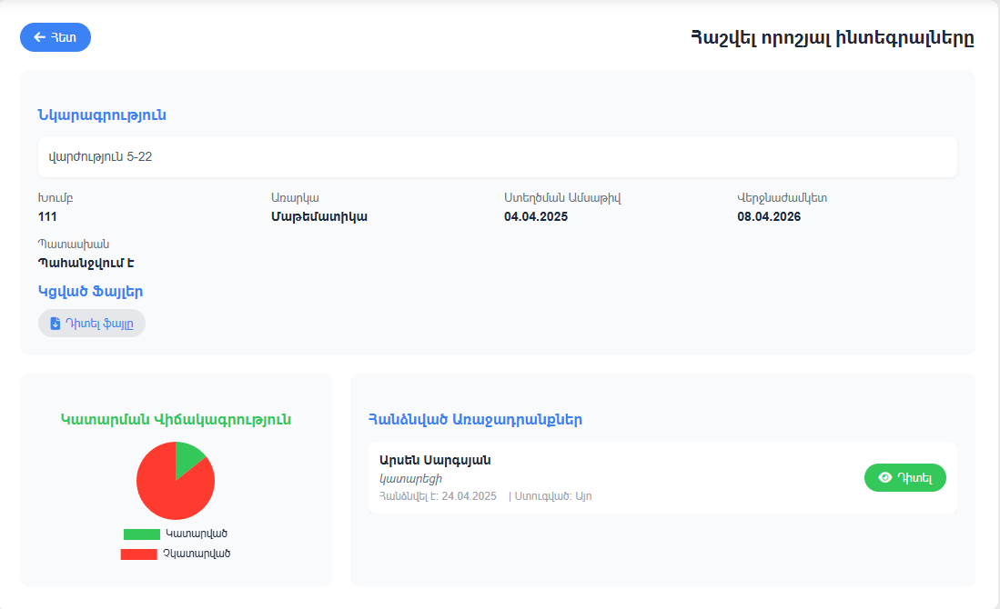 Հետ
Հաշվել որոշյալ ինտեգրալները
Նկարագրություն
վարժություն 5-22
Խումբ
111
Առարկա
Մաթեմատիկա
Ստեղծման Ամսաթիվ
04.04.2025
Վերջնաժամկետ
08.04.2026
Պատասխան
Պահանջվում է
Կցված Ֆայլեր
Դիտել ֆայլը
Կատարման Վիճակագրություն
Կատարված
Չկատարված
Հանձնված Առաջադրանքներ
Արսեն Սարգսյան
կատարեցի
Հանձնվել է: 24.04.2025 | Ստուգված: Այո
Դիտել